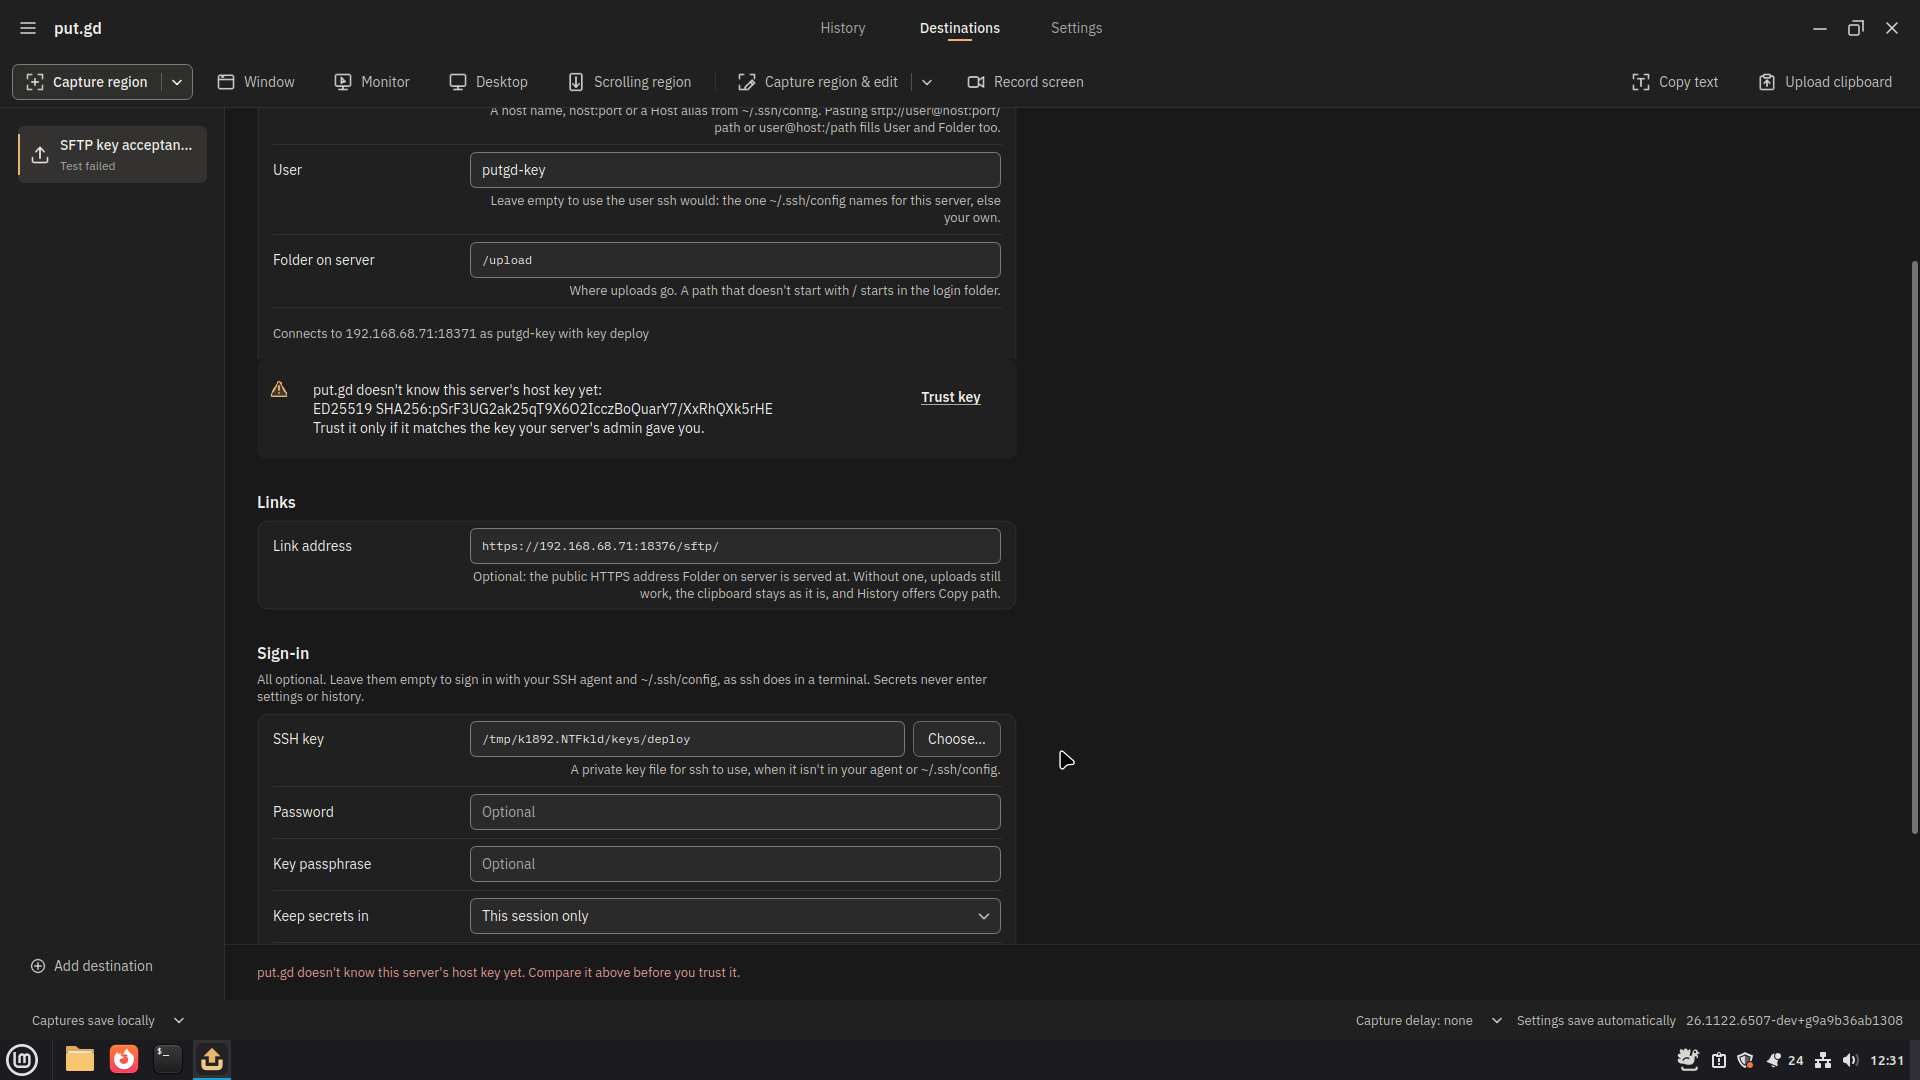 put.gd
History
Destinations
Settings
Capture region
Window
Monitor
Desktop
Scrolling region
Capture region & edit
Record screen
Copy text
Upload clipboard
SFTP key acceptan...
Test failed
A host name, host:port or a Host alias from ~/.ssh/config. Pasting sftp://user@host:port/
path or user@host:/path fills User and Folder too.
User
putgd-key
Leave empty to use the user ssh would: the one ~/.ssh/config names for this server, else
your own.
Folder on server
/upload
Where uploads go. A path that doesn't start with / starts in the login folder.
Connects to 192.168.68.71:18371 as putgd-key with key deploy
put.gd doesn't know this server's host key yet:
ED25519 SHA256:pSrF3UG2ak25qT9X6O2IcczBoQuarY7/XxRhQXk5rHE
Trust it only if it matches the key your server's admin gave you.
Trust key
Links
Link address
https://192.168.68.71:18376/sftp/
Optional: the public HTTPS address Folder on server is served at. Without one, uploads still
work, the clipboard stays as it is, and History offers Copy path.
Sign-in
All optional. Leave them empty to sign in with your SSH agent and ~/.ssh/config, as ssh does in a terminal. Secrets never enter
settings or history.
SSH key
/tmp/k1892.NTFkld/keys/deploy
Choose...
A private key file for ssh to use, when it isn't in your agent or ~/.ssh/config.
Password
Optional
Key passphrase
Optional
Keep secrets in
This session only
Add destination
put.gd doesn't know this server's host key yet. Compare it above before you trust it.
Captures save locally
Capture delay: none
Settings save automatically
26.1122.6507-dev+g9a9b36ab1308
24
12:31